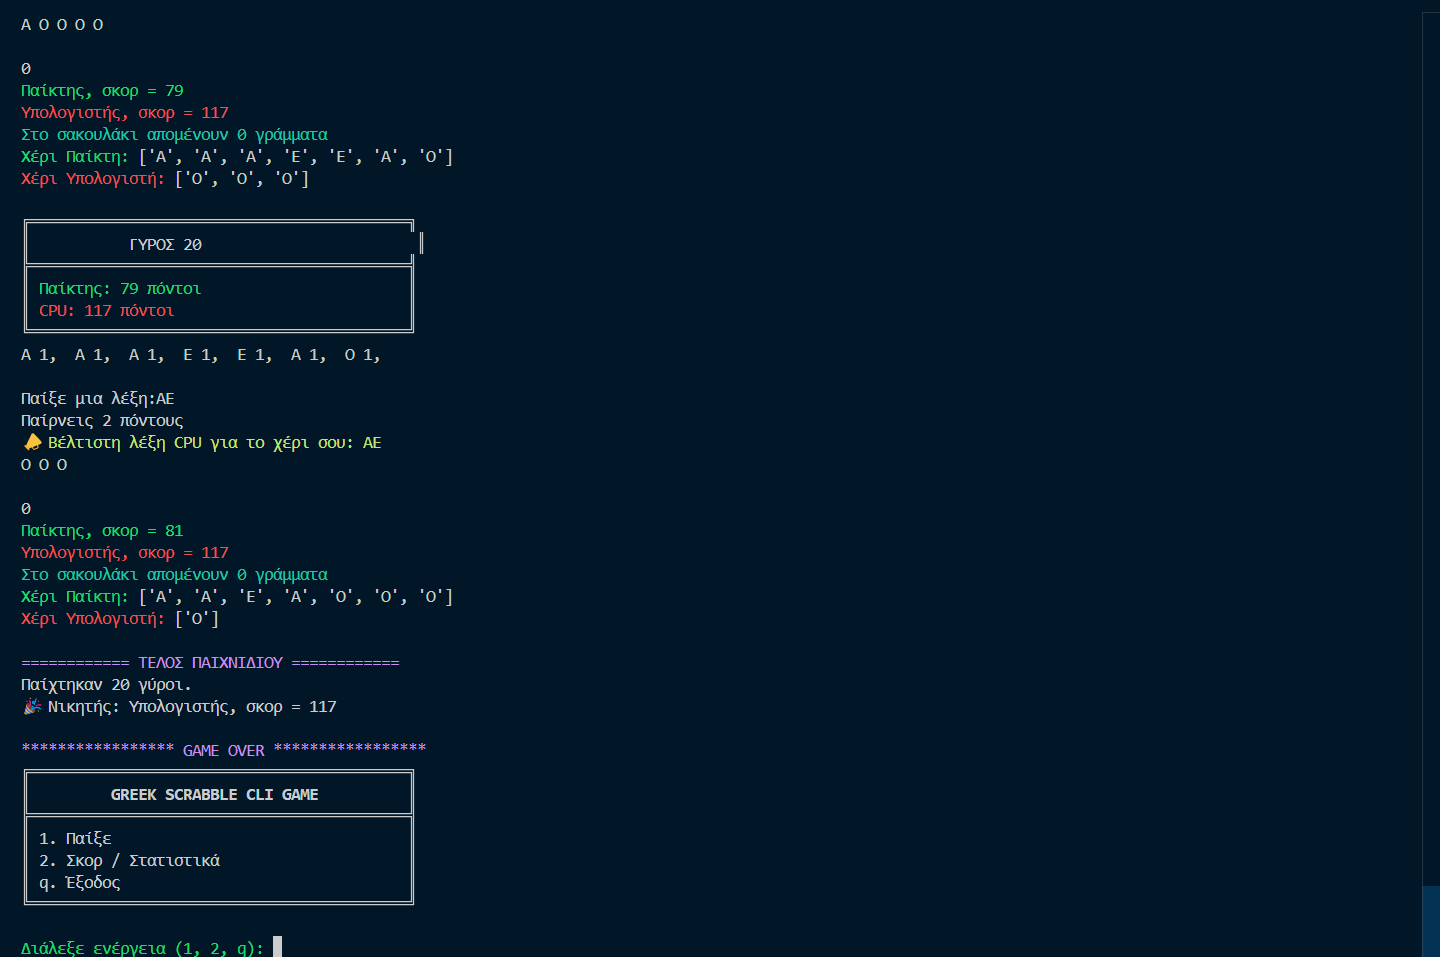 Α Ο Ο Ο Ο
0
Παίκτης, σκορ = 79
Υπολογιστής, σκορ = 117
Στο σακουλάκι απομένουν 0 γράμματα
Χέρι Παίκτη: ['Α', 'Α', 'Α', 'Ε', 'Ε', 'Α', 'Ο']
Χέρι Υπολογιστή: ['Ο', 'Ο', 'Ο']
ΓΥΡΟΣ 20
Παίκτης: 79 πόντοι
CPU: 117 πόντοι
Α 1,  Α 1,  Α 1,  Ε 1,  Ε 1,  Α 1,  Ο 1,
Παίξε μια λέξη:ΑΕ
Παίρνεις 2 πόντους
📣 Βέλτιστη λέξη CPU για το χέρι σου: ΑΕ
Ο Ο Ο
0
Παίκτης, σκορ = 81
Υπολογιστής, σκορ = 117
Στο σακουλάκι απομένουν 0 γράμματα
Χέρι Παίκτη: ['Α', 'Α', 'Ε', 'Α', 'Ο', 'Ο', 'Ο']
Χέρι Υπολογιστή: ['Ο']
============ ΤΕΛΟΣ ΠΑΙΧΝΙΔΙΟΥ ============
Παίχτηκαν 20 γύροι.
🎉 Νικητής: Υπολογιστής, σκορ = 117
***************** GAME OVER *****************
GREEK SCRABBLE CLI GAME
1. Παίξε
2. Σκορ / Στατιστικά
q. Έξοδος
Διάλεξε ενέργεια (1, 2, q):